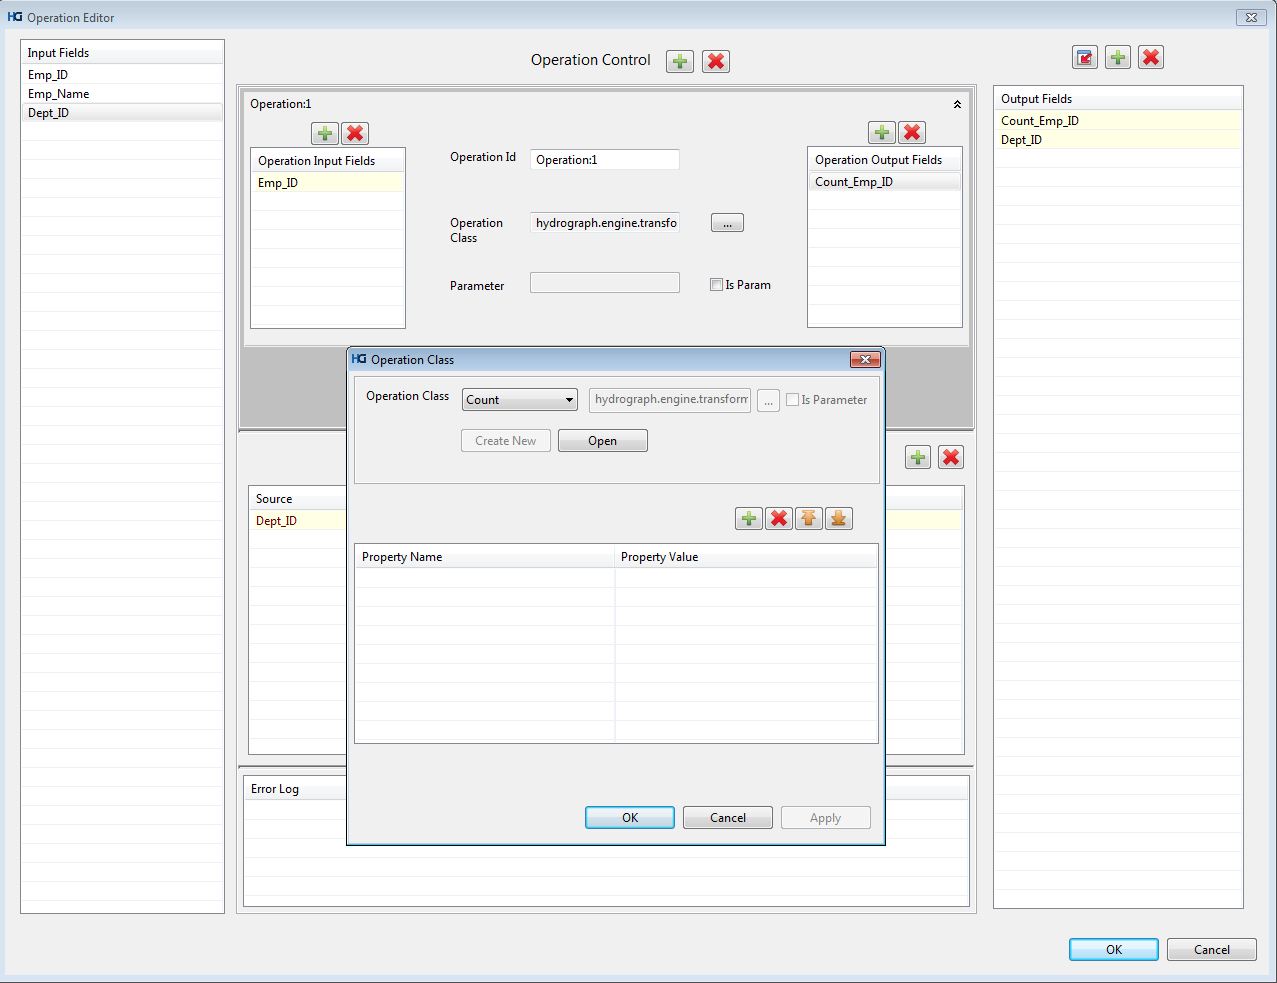 HG Operation Editor
Input Fields
Emp_ID
Emp_Name
Dept_ID
Operation Control
Operation:1
Operation Input Fields
Emp_ID
Operation Id
Operation:1
Operation
Class
hydrograph.engine.transfo
...
Parameter
Is Param
Operation Output Fields
Count_Emp_ID
Output Fields
Count_Emp_ID
Dept_ID
Source
Dept_ID
Error Log
HG Operation Class
Operation Class
Count
hydrograph.engine.transform
...
Is Parameter
Create New
Open
Property Name
Property Value
OK
Cancel
Apply
OK
Cancel